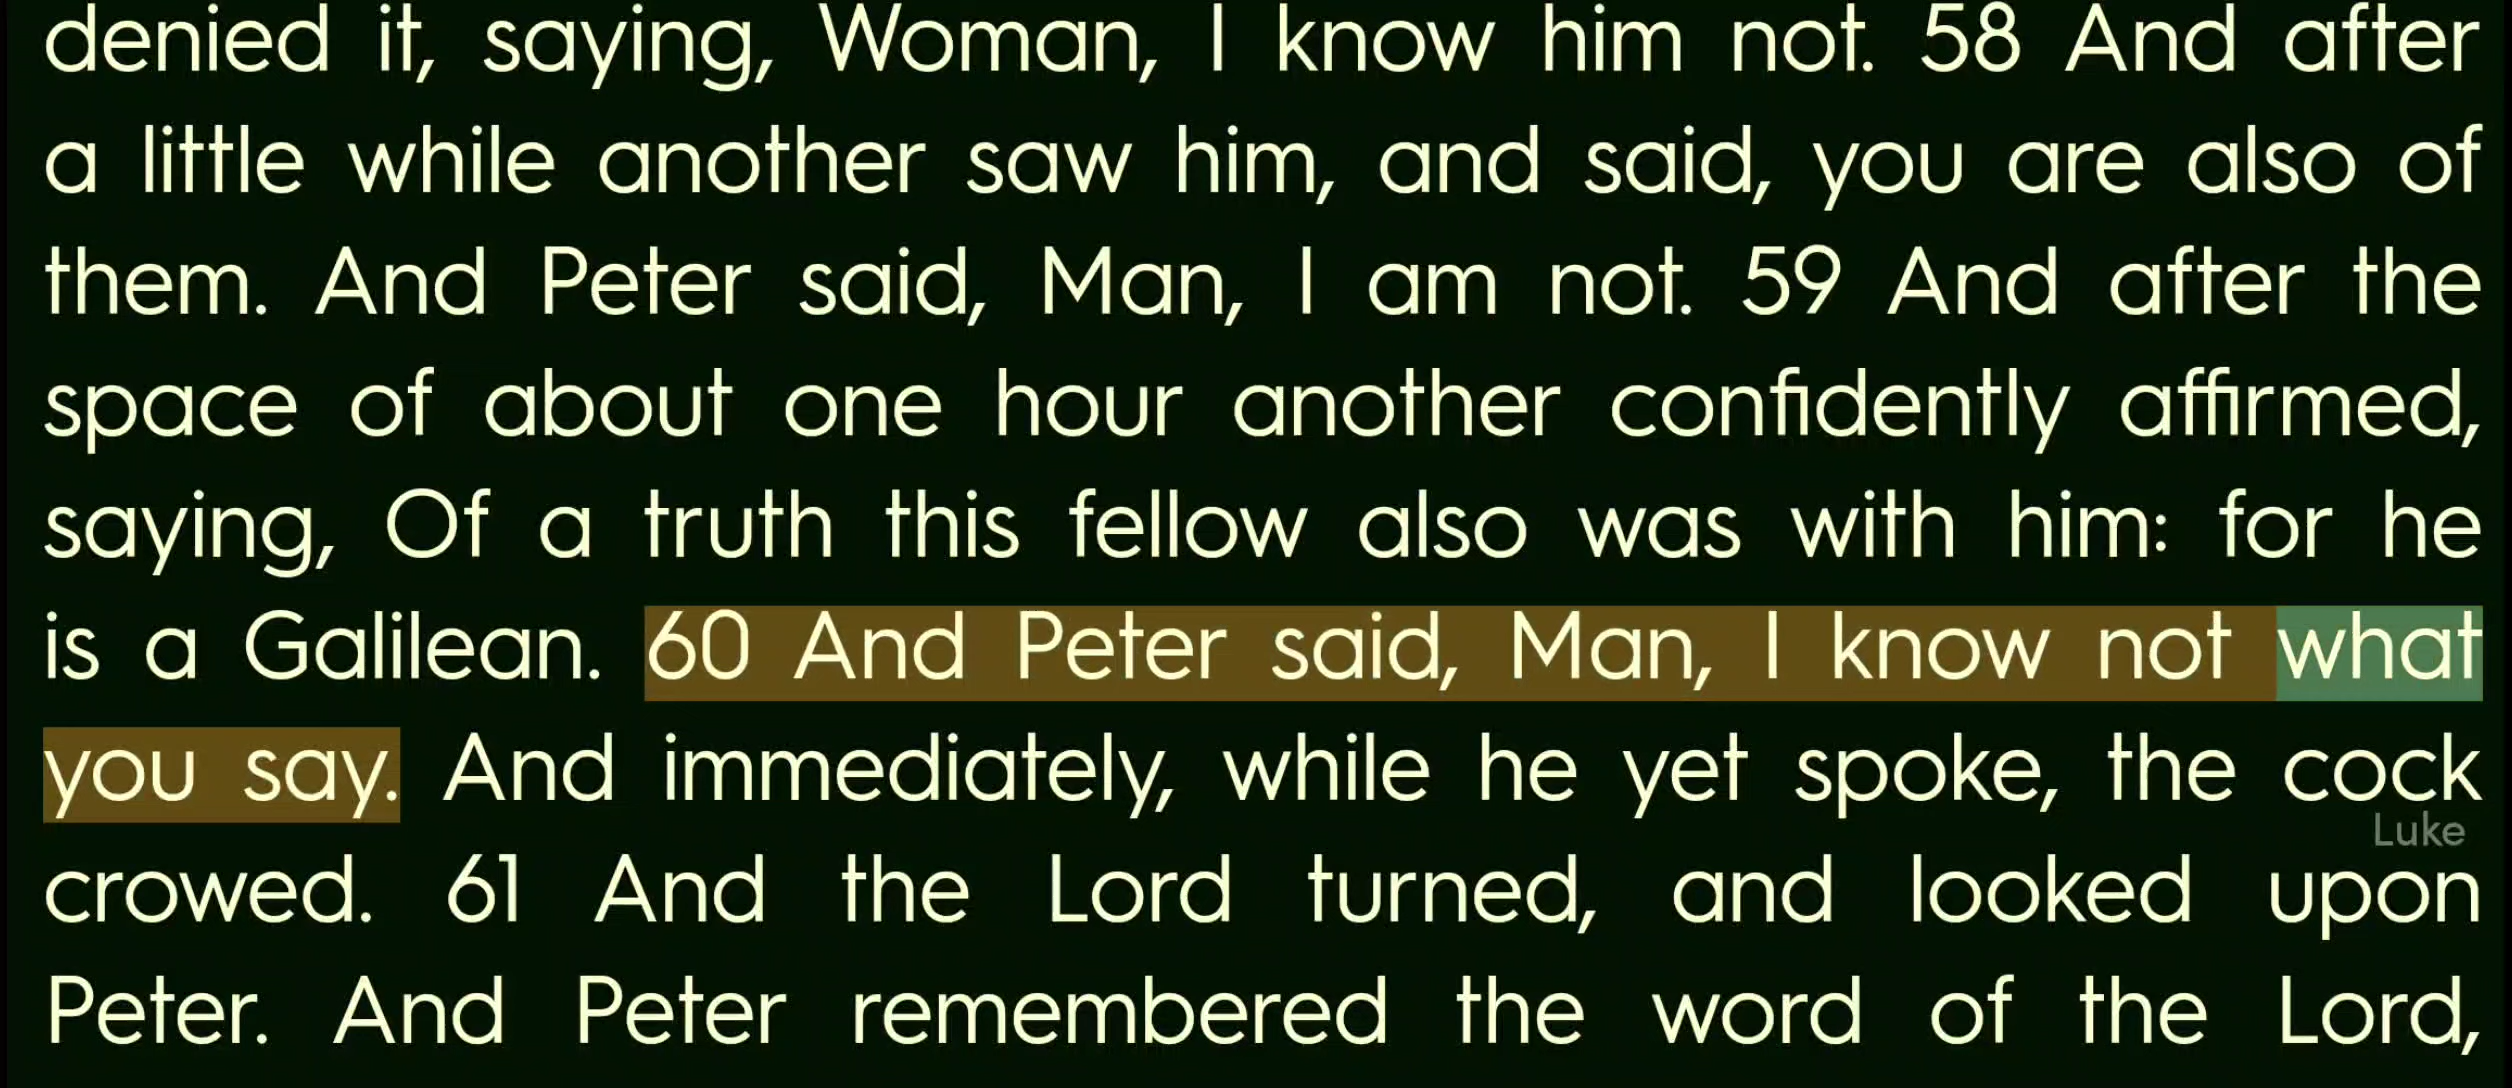 denied it, saying, Woman, I know him not. 58 And after
a little while another saw him, and said, you are also of
them. And Peter said, Man, I am not. 59 And after the
space of about one hour another confidently affirmed,
saying, Of a truth this fellow also was with him: for he
is a Galilean. 60 And Peter said, Man, I know not what
you say. And immediately, while he yet spoke, the cock
Luke
crowed. 61 And the Lord turned, and looked upon
Peter. And Peter remembered the word of the Lord,